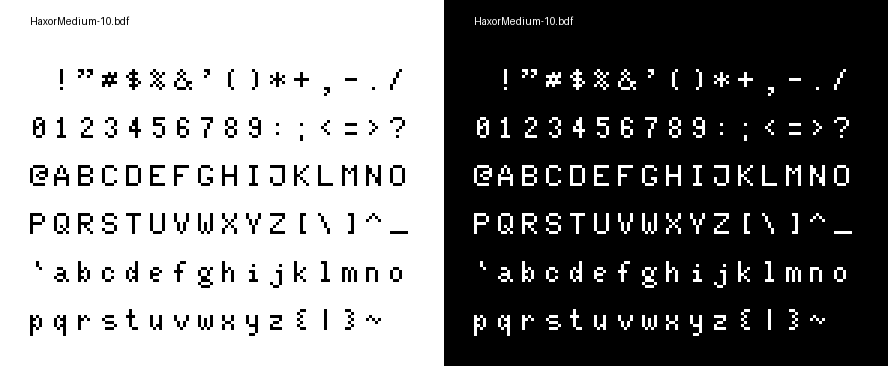 HaxorMedium-10.bdf
!"#$%&'()*+,-./
0123456789:;<=>?
@ABCDEFGHIJKLMNO
PQRSTUVWXYZ[\]^_
`abcdefghijklmno
pqrstuvwxyz{|}~
HaxorMedium-10.bdf
!"#$%&'()*+,-./
0123456789:;<=>?
@ABCDEFGHIJKLMNO
PQRSTUVWXYZ[\]^_
`abcdefghijklmno
pqrstuvwxyz{|}~